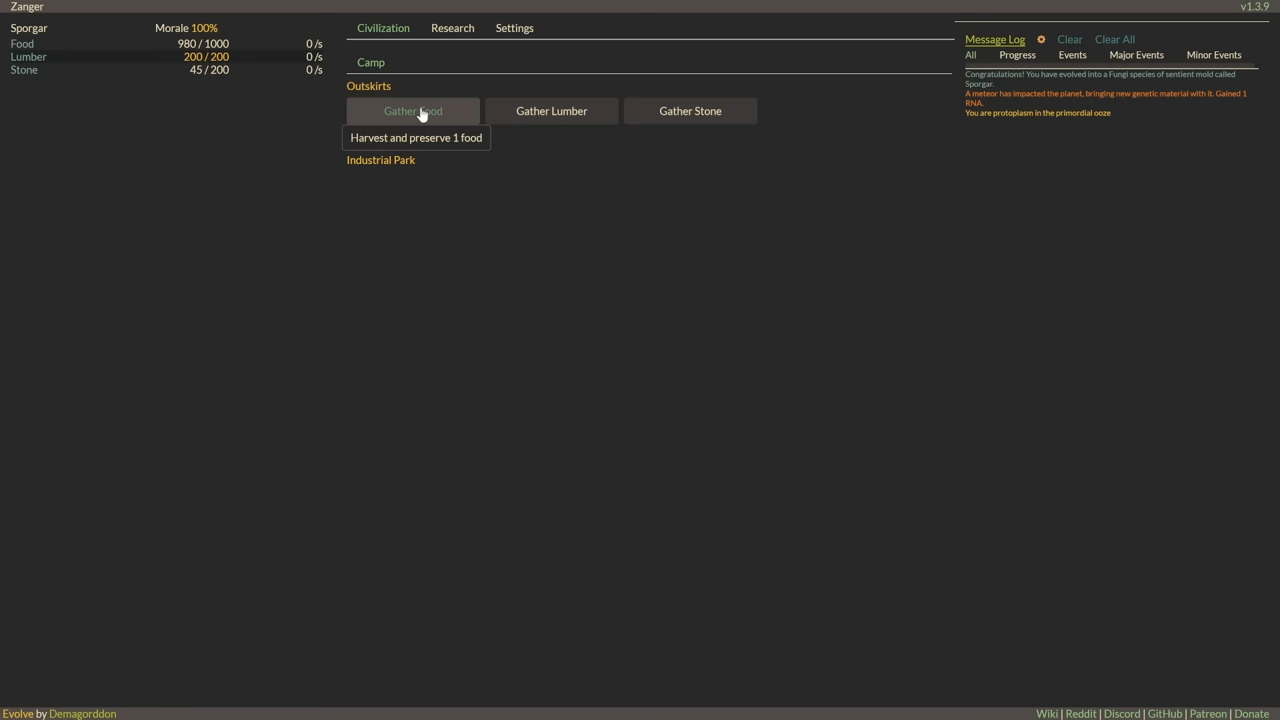 Zanger
v1.3.9
Sporgar Morale 100%
Food 980 / 1000 0 /s
Lumber 200 / 200 0 /s
Stone 45 / 200 0 /s
Civilization Research Settings
Camp
Outskirts
Gather Food Gather Lumber Gather Stone
Harvest and preserve 1 food
Industrial Park
Message Log Clear Clear All
All Progress Events Major Events Minor Events
Congratulations! You have evolved into a Fungi species of sentient mold called
Sporgar.
A meteor has impacted the planet, bringing new genetic material with it. Gained 1
RNA.
You are protoplasm in the primordial ooze
Evolve by Demagorddon
Wiki | Reddit | Discord | GitHub | Patreon | Donate